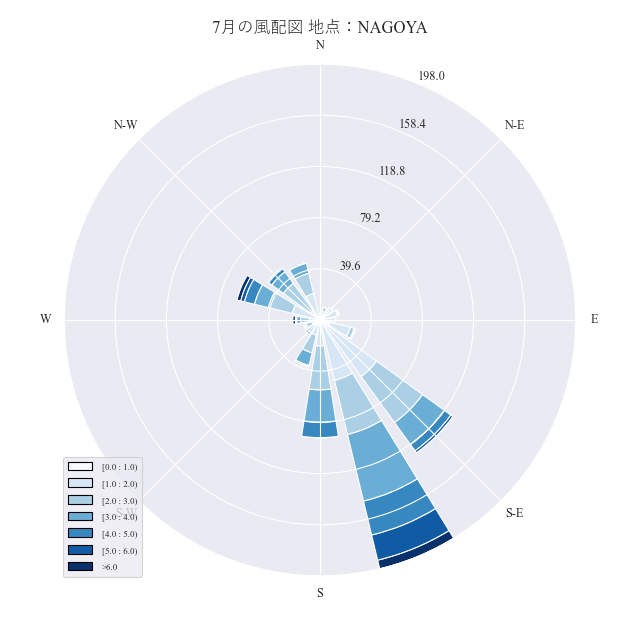 7月の風配図 地点：NAGOYA
N
198.0
N-W
N-E
158.4
118.8
79.2
39.6
W
E
S-W
S-E
S
[0.0 : 1.0)
[1.0 : 2.0)
[2.0 : 3.0)
[3.0 : 4.0)
[4.0 : 5.0)
[5.0 : 6.0)
>6.0